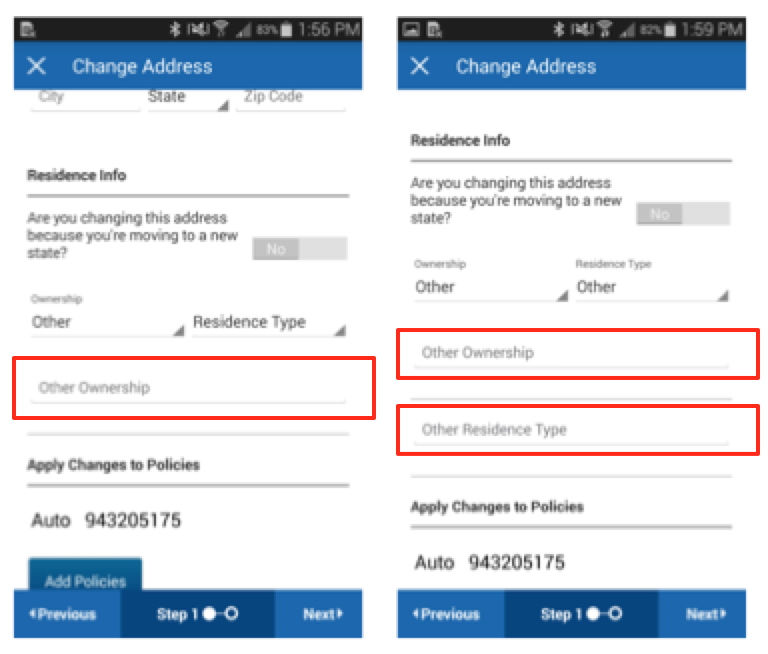 83% 1:56 PM
Change Address
City State Zip Code
Residence Info
Are you changing this address
because you're moving to a new
state?
No
Ownership
Other Residence Type
Other Ownership
Apply Changes to Policies
Auto 943205175
Add Policies
Previous Step 1 Next
82% 1:59 PM
Change Address
Residence Info
Are you changing this address
because you're moving to a new
state?
No
Ownership Residence Type
Other Other
Other Ownership
Other Residence Type
Apply Changes to Policies
Auto 943205175
Previous Step 1 Next